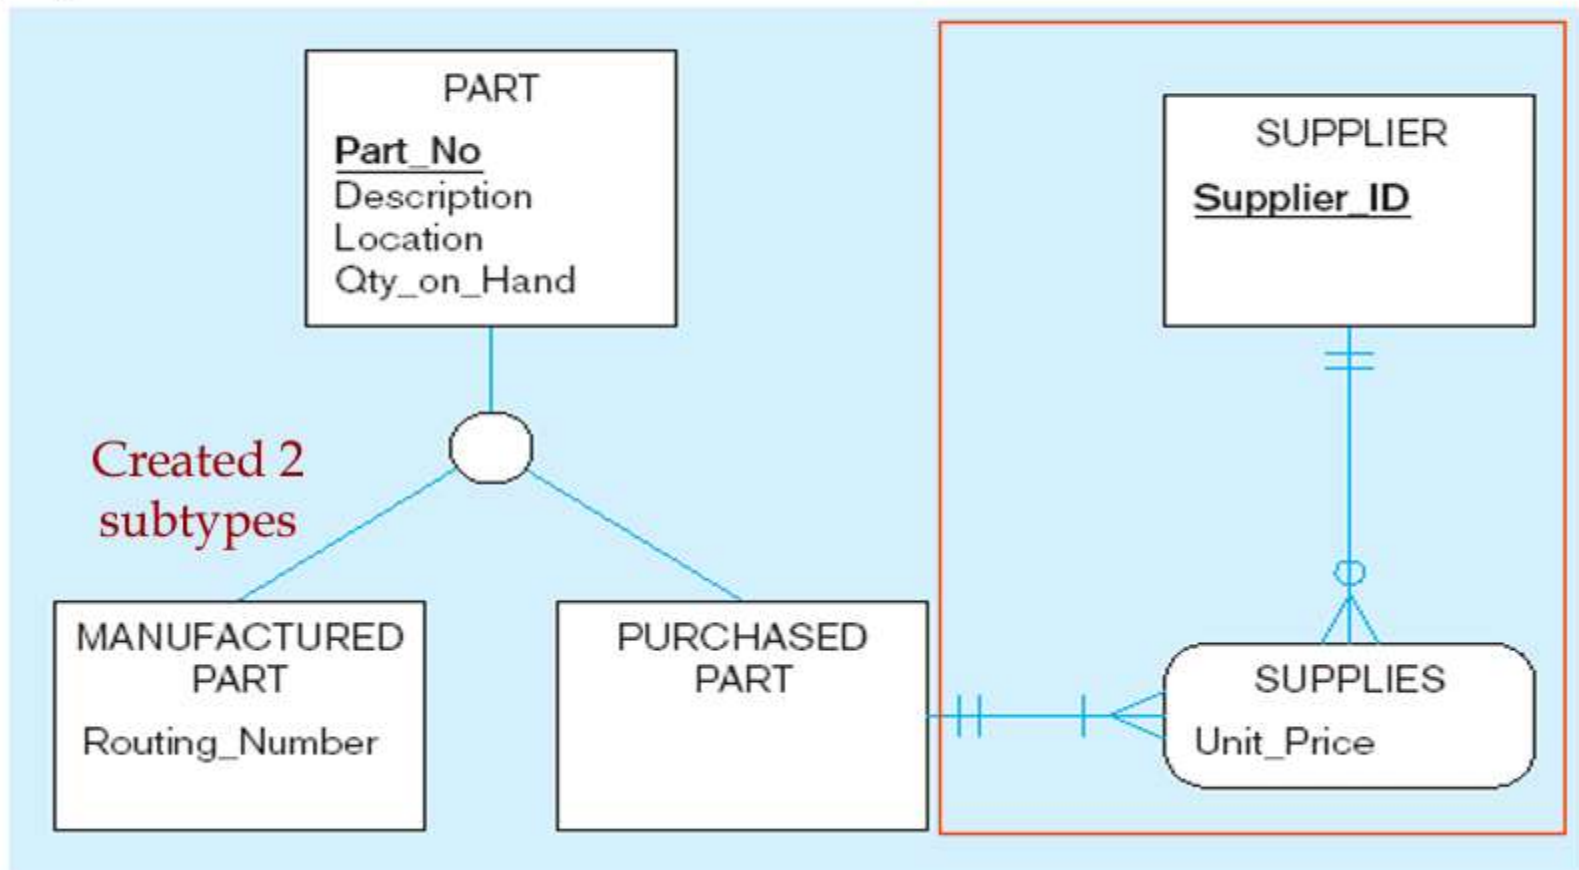 PART
Part_No
Description
Location
Qty_on_Hand
SUPPLIER
Supplier_ID
Created 2
subtypes
MANUFACTURED
PART
Routing_Number
PURCHASED
PART
SUPPLIES
Unit_Price